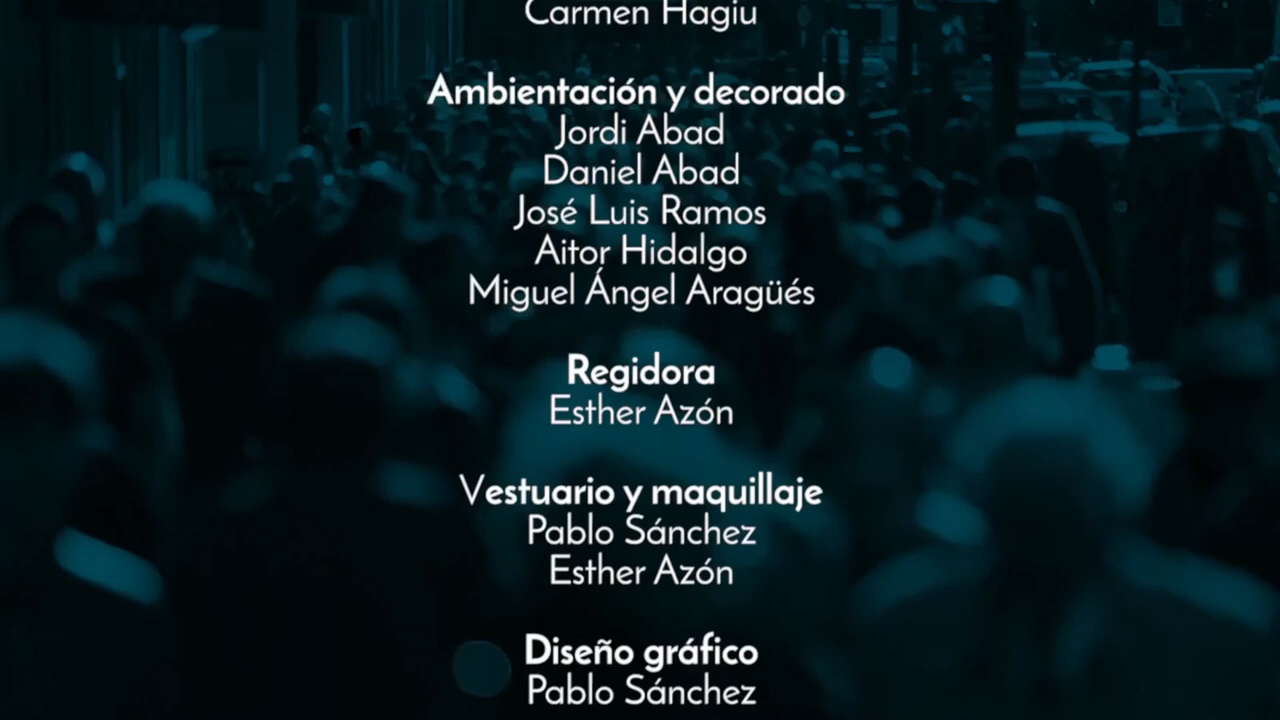 Carmen Hagiu
Ambientación y decorado
Jordi Abad
Daniel Abad
José Luis Ramos
Aitor Hidalgo
Miguel Ángel Aragüés
Regidora
Esther Azón
Vestuario y maquillaje
Pablo Sánchez
Esther Azón
Diseño gráfico
Pablo Sánchez